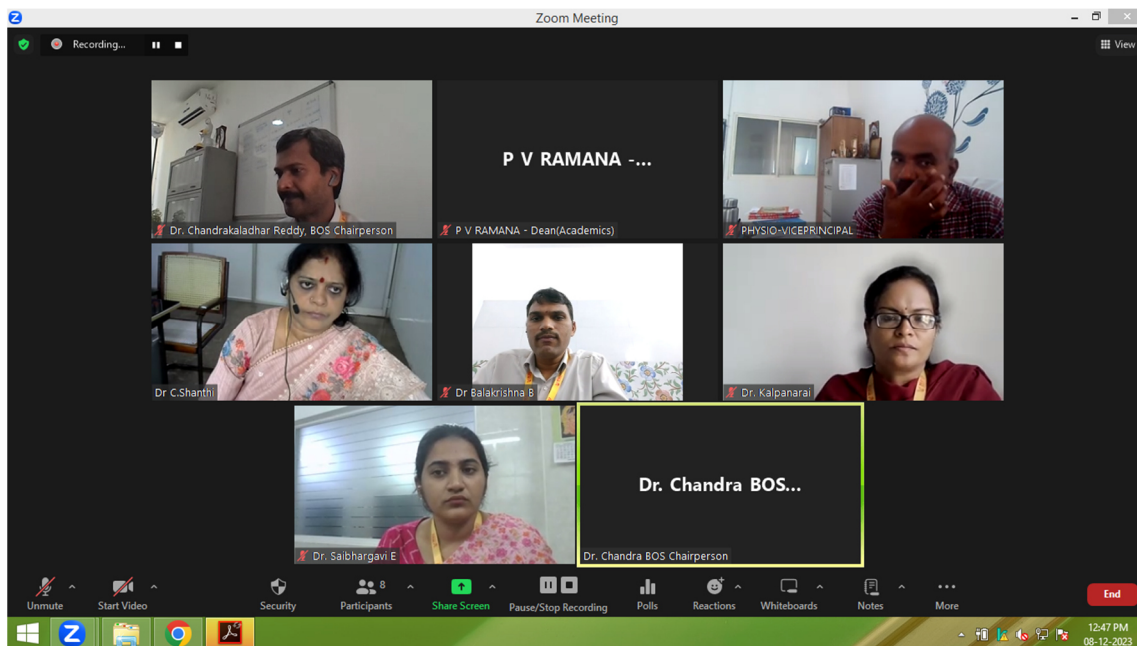 Zoom Meeting
Recording...
View
P V RAMANA -...
Dr. Chandrakaladhar Reddy, BOS Chairperson
P V RAMANA - Dean(Academics)
PHYSIO-VICEPRINCIPAL
Dr C.Shanthi
Dr Balakrishna B
Dr. Kalpanarai
Dr. Chandra BOS...
Dr. Saibhargavi E
Dr. Chandra BOS Chairperson
8
Unmute
Start Video
Security
Participants
Share Screen
Pause/Stop Recording
Polls
Reactions
Whiteboards
Notes
More
End
12:47 PM
08-12-2023